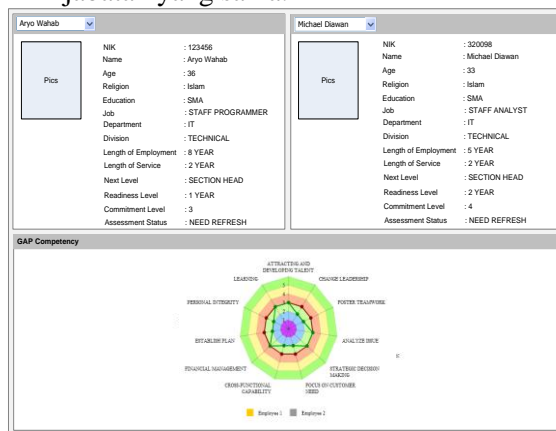 Aryo Wahab
Pics
NIK : 123456
Name : Aryo Wahab
Age : 36
Religion : Islam
Education : SMA
Job : STAFF PROGRAMMER
Department : IT
Division : TECHNICAL
Length of Employment : 8 YEAR
Length of Service : 2 YEAR
Next Level : SECTION HEAD
Readiness Level : 1 YEAR
Commitment Level : 3
Assessment Status : NEED REFRESH
Michael Diawan
Pics
NIK : 320098
Name : Michael Diawan
Age : 33
Religion : Islam
Education : SMA
Job : STAFF ANALYST
Department : IT
Division : TECHNICAL
Length of Employment : 5 YEAR
Length of Service : 2 YEAR
Next Level : SECTION HEAD
Readiness Level : 2 YEAR
Commitment Level : 4
Assessment Status : NEED REFRESH
GAP Competency
ATTRACTING AND
DEVELOPING TALENT
CHANGE LEADERSHIP
FOSTER TEAMWORK
ANALYZE ISSUE
STRATEGIC DECISION
MAKING
FOCUS ON CUSTOMER
NEED
CROSS-FUNCTIONAL
CAPABILITY
FINANCIAL MANAGEMENT
ESTABLISH PLAN
PERSONAL INTEGRITY
LEARNING
Employee 1
Employee 2